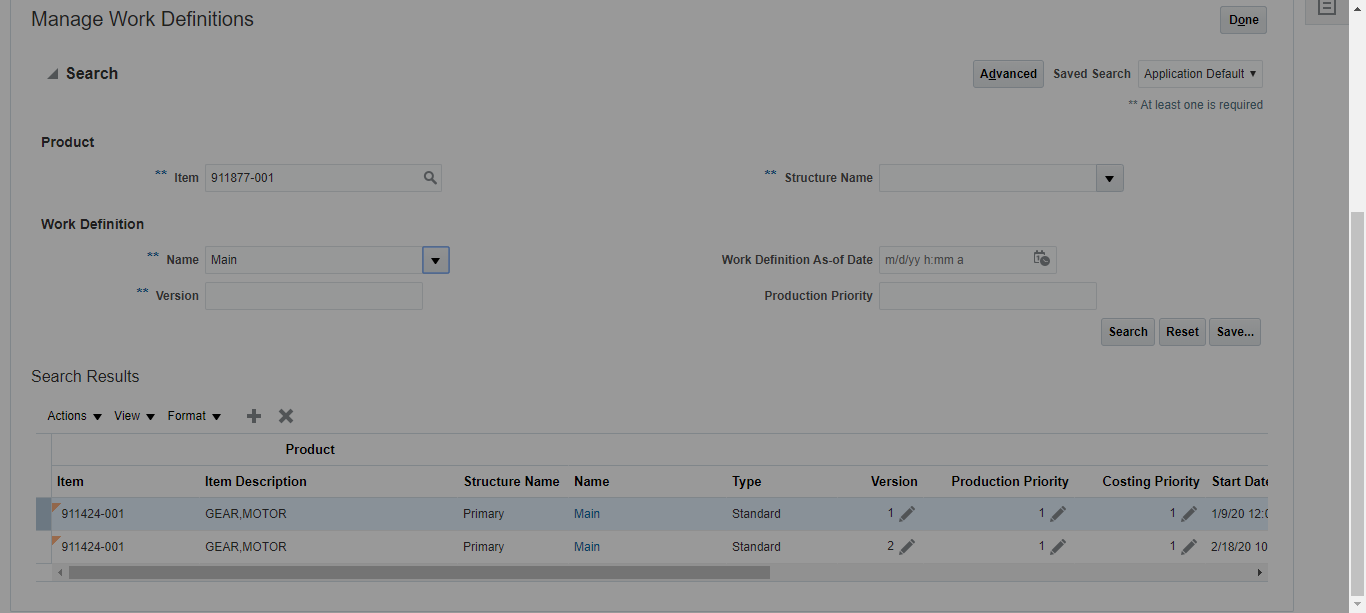 Manage Work Definitions
Done
Search
Advanced Saved Search Application Default
** At least one is required
Product
** Item 911877-001 ** Structure Name
Work Definition
** Name Main Work Definition As-of Date m/d/yy h:mm a
** Version Production Priority
Search Reset Save...
Search Results
Actions View Format
Product
Item Item Description Structure Name Name Type Version Production Priority Costing Priority Start Date
911424-001 GEAR,MOTOR Primary Main Standard 1 1 1 1/9/20 12:0
911424-001 GEAR,MOTOR Primary Main Standard 2 1 1 2/18/20 10